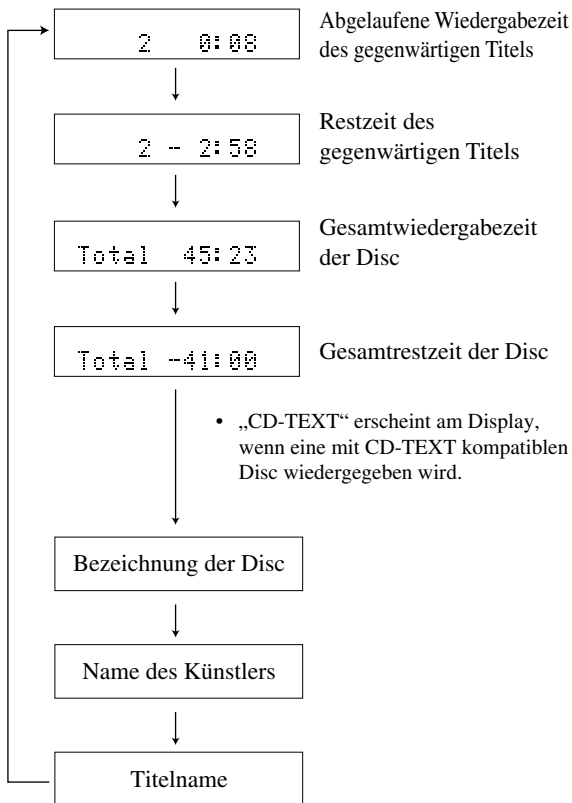 2 0:08
Abgelaufene Wiedergabezeit
des gegenwärtigen Titels
2 - 2:58
Restzeit des
gegenwärtigen Titels
Total 45:23
Gesamtwiedergabezeit
der Disc
Total -41:00
Gesamtrestzeit der Disc
• „CD-TEXT“ erscheint am Display,
wenn eine mit CD-TEXT kompatiblen
Disc wiedergegeben wird.
Bezeichnung der Disc
Name des Künstlers
Titelname